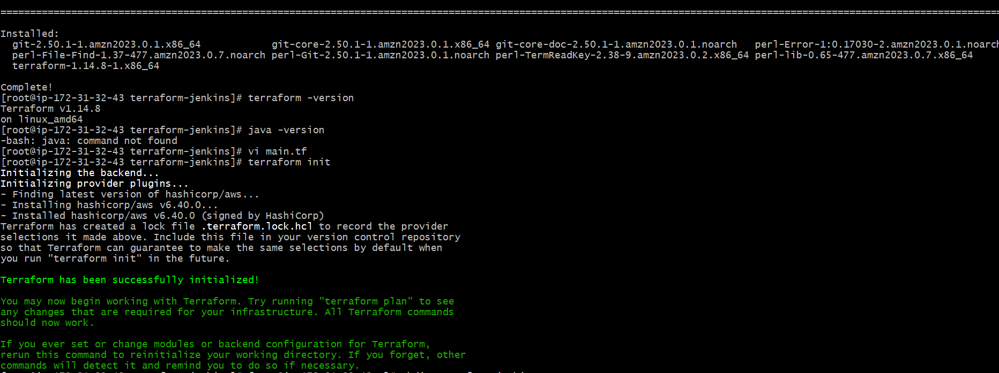 ================================================================================================================================================================
Installed:
  git-2.50.1-1.amzn2023.0.1.x86_64            git-core-2.50.1-1.amzn2023.0.1.x86_64 git-core-doc-2.50.1-1.amzn2023.0.1.noarch   perl-Error-1:0.17030-2.amzn2023.0.1.noarch
  perl-File-Find-1.37-477.amzn2023.0.7.noarch perl-Git-2.50.1-1.amzn2023.0.1.noarch perl-TermReadKey-2.38-9.amzn2023.0.2.x86_64 perl-lib-0.65-477.amzn2023.0.7.x86_64
  terraform-1.14.8-1.x86_64
Complete!
[root@ip-172-31-32-43 terraform-jenkins]# terraform -version
Terraform v1.14.8
on linux_amd64
[root@ip-172-31-32-43 terraform-jenkins]# java -version
-bash: java: command not found
[root@ip-172-31-32-43 terraform-jenkins]# vi main.tf
[root@ip-172-31-32-43 terraform-jenkins]# terraform init
Initializing the backend...
Initializing provider plugins...
- Finding latest version of hashicorp/aws...
- Installing hashicorp/aws v6.40.0...
- Installed hashicorp/aws v6.40.0 (signed by HashiCorp)
Terraform has created a lock file .terraform.lock.hcl to record the provider
selections it made above. Include this file in your version control repository
so that Terraform can guarantee to make the same selections by default when
you run "terraform init" in the future.
Terraform has been successfully initialized!
You may now begin working with Terraform. Try running "terraform plan" to see
any changes that are required for your infrastructure. All Terraform commands
should now work.
If you ever set or change modules or backend configuration for Terraform,
rerun this command to reinitialize your working directory. If you forget, other
commands will detect it and remind you to do so if necessary.